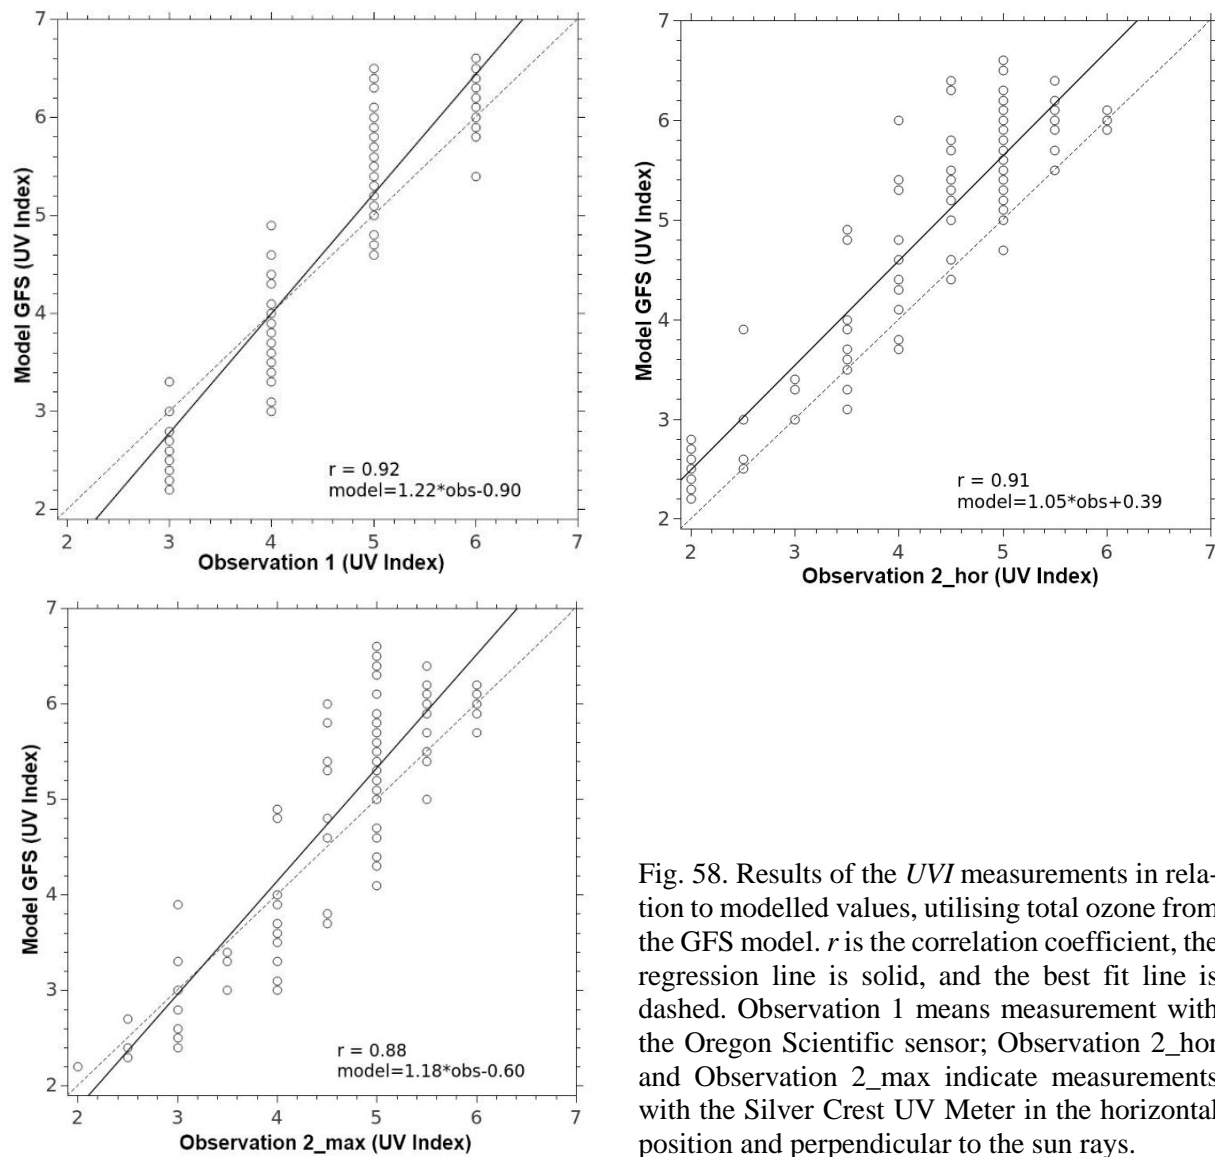 7
6
5
4
3
2
Model GFS (UV Index)
r = 0.92
model=1.22*obs-0.90
2 3 4 5 6 7
Observation 1 (UV Index)
7
6
5
4
3
2
Model GFS (UV Index)
r = 0.91
model=1.05*obs+0.39
2 3 4 5 6 7
Observation 2_hor (UV Index)
7
6
5
4
3
2
Model GFS (UV Index)
r = 0.88
model=1.18*obs-0.60
2 3 4 5 6 7
Observation 2_max (UV Index)
Fig. 58. Results of the UVI measurements in rela-
tion to modelled values, utilising total ozone from
the GFS model. r is the correlation coefficient, the
regression line is solid, and the best fit line is
dashed. Observation 1 means measurement with
the Oregon Scientific sensor; Observation 2_hor
and Observation 2_max indicate measurements
with the Silver Crest UV Meter in the horizontal
position and perpendicular to the sun rays.